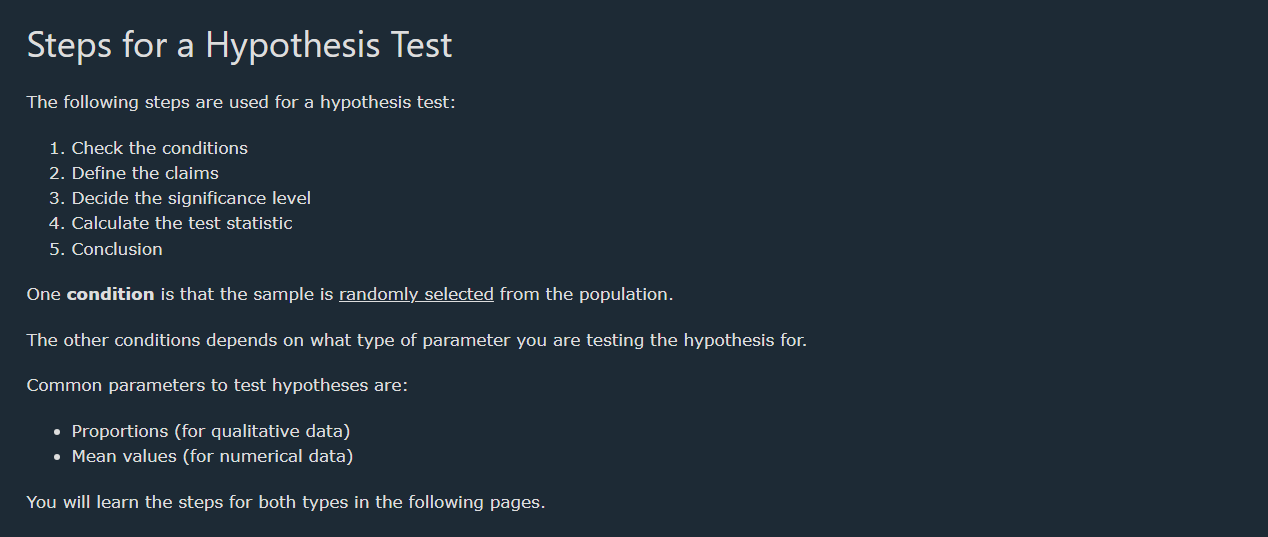 Steps for a Hypothesis Test
The following steps are used for a hypothesis test:
1. Check the conditions
2. Define the claims
3. Decide the significance level
4. Calculate the test statistic
5. Conclusion
One condition is that the sample is randomly selected from the population.
The other conditions depends on what type of parameter you are testing the hypothesis for.
Common parameters to test hypotheses are:
• Proportions (for qualitative data)
• Mean values (for numerical data)
You will learn the steps for both types in the following pages.